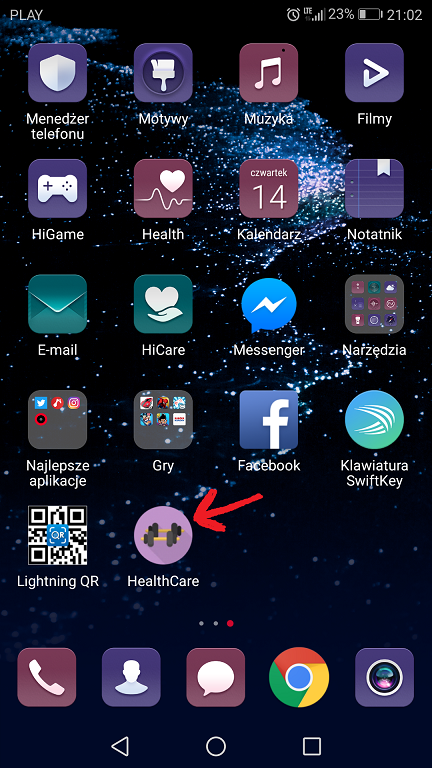 PLAY
LTE 23% 21:02
Menedżer
telefonu
Motywy
Muzyka
Filmy
HiGame
Health
czwartek
14
Kalendarz
Notatnik
E-mail
HiCare
Messenger
Narzędzia
Najlepsze
aplikacje
Gry
Facebook
Klawiatura
SwiftKey
QR
Lightning QR
HealthCare